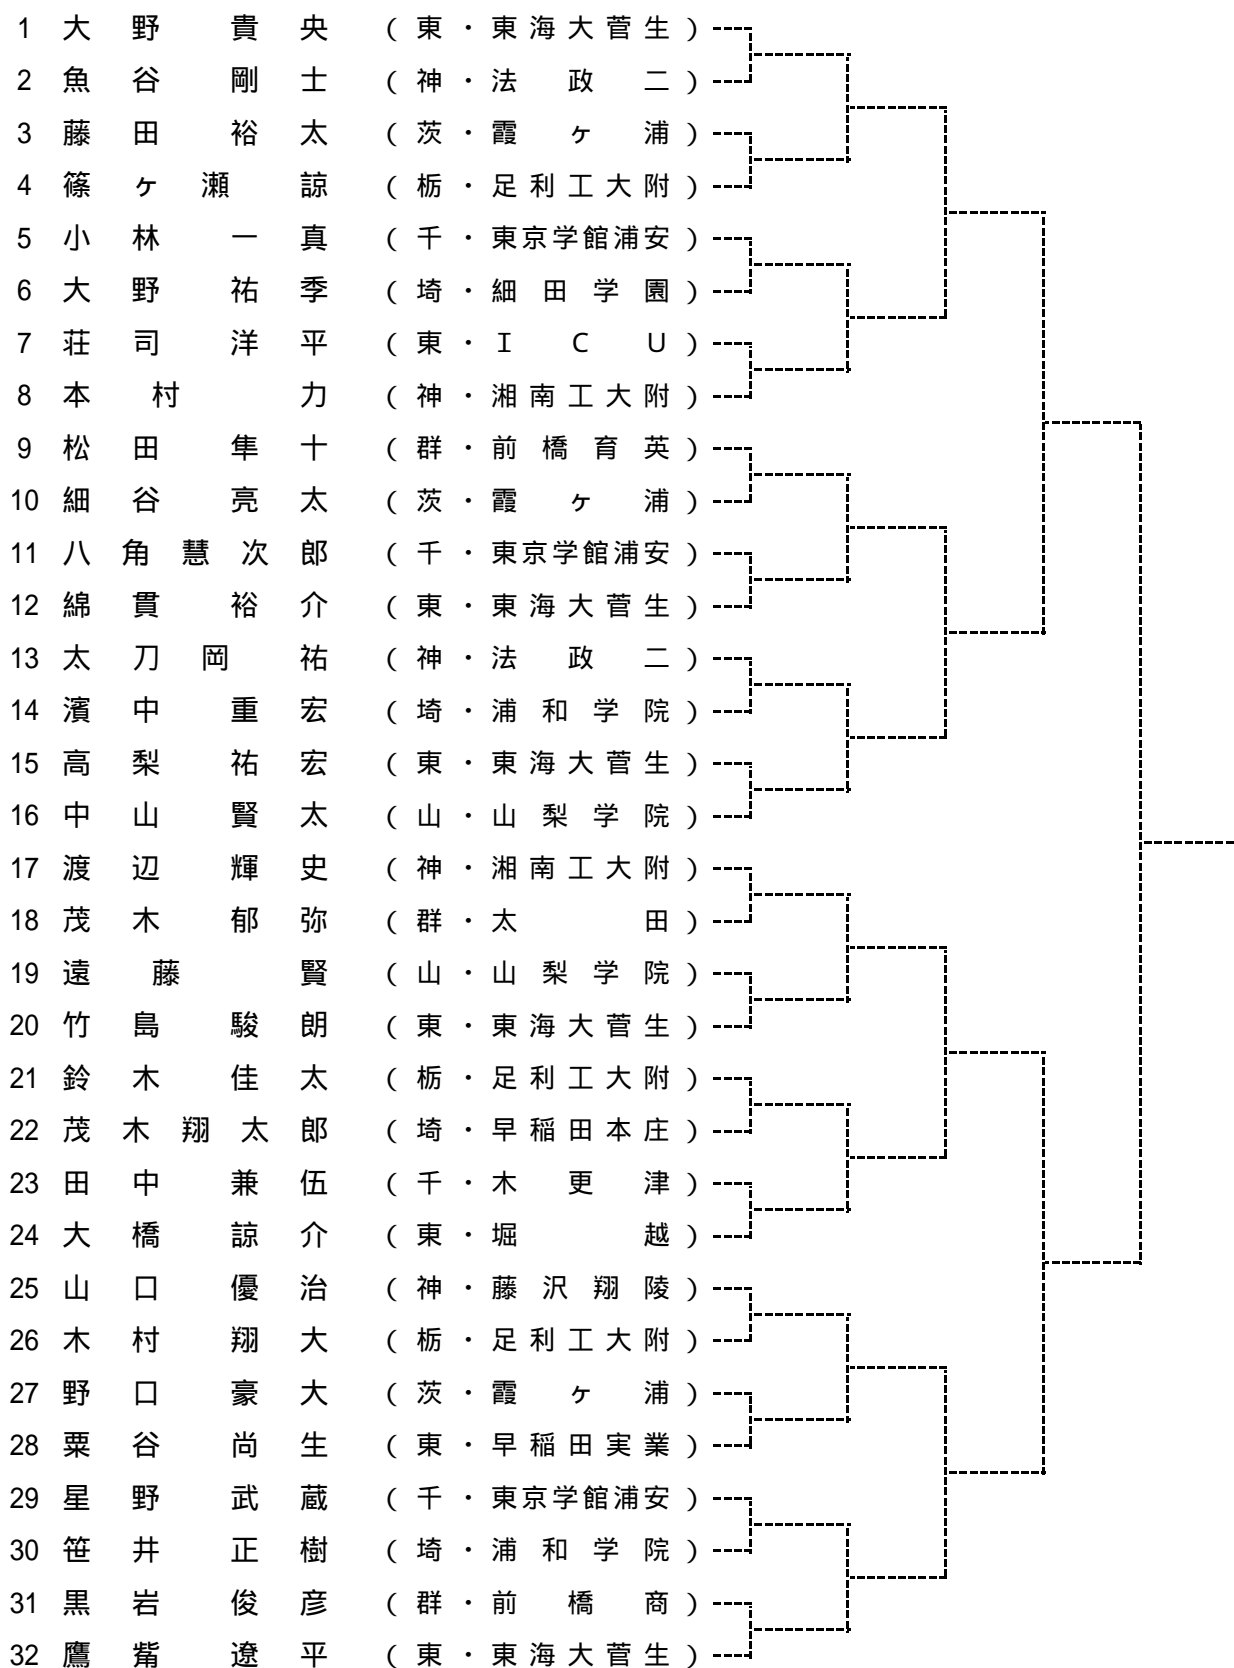 1 大野 貴央 (東・東海大菅生)
2 魚谷 剛士 (神・法政二)
3 藤田 裕太 (茨・霞ヶ浦)
4 篠ヶ瀬 諒 (栃・足利工大附)
5 小林 一真 (千・東京学館浦安)
6 大野 祐季 (埼・細田学園)
7 荘司 洋平 (東・ＩＣＵ)
8 本村 力 (神・湘南工大附)
9 松田 隼十 (群・前橋育英)
10 細谷 亮太 (茨・霞ヶ浦)
11 八角慧次郎 (千・東京学館浦安)
12 綿貫 裕介 (東・東海大菅生)
13 太刀岡 祐 (神・法政二)
14 濱中 重宏 (埼・浦和学院)
15 高梨 祐宏 (東・東海大菅生)
16 中山 賢太 (山・山梨学院)
17 渡辺 輝史 (神・湘南工大附)
18 茂木 郁弥 (群・太田)
19 遠藤 賢 (山・山梨学院)
20 竹島 駿朗 (東・東海大菅生)
21 鈴木 佳太 (栃・足利工大附)
22 茂木翔太郎 (埼・早稲田本庄)
23 田中 兼伍 (千・木更津)
24 大橋 諒介 (東・堀越)
25 山口 優治 (神・藤沢翔陵)
26 木村 翔大 (栃・足利工大附)
27 野口 豪大 (茨・霞ヶ浦)
28 粟谷 尚生 (東・早稲田実業)
29 星野 武蔵 (千・東京学館浦安)
30 笹井 正樹 (埼・浦和学院)
31 黒岩 俊彦 (群・前橋商)
32 鷹觜 遼平 (東・東海大菅生)